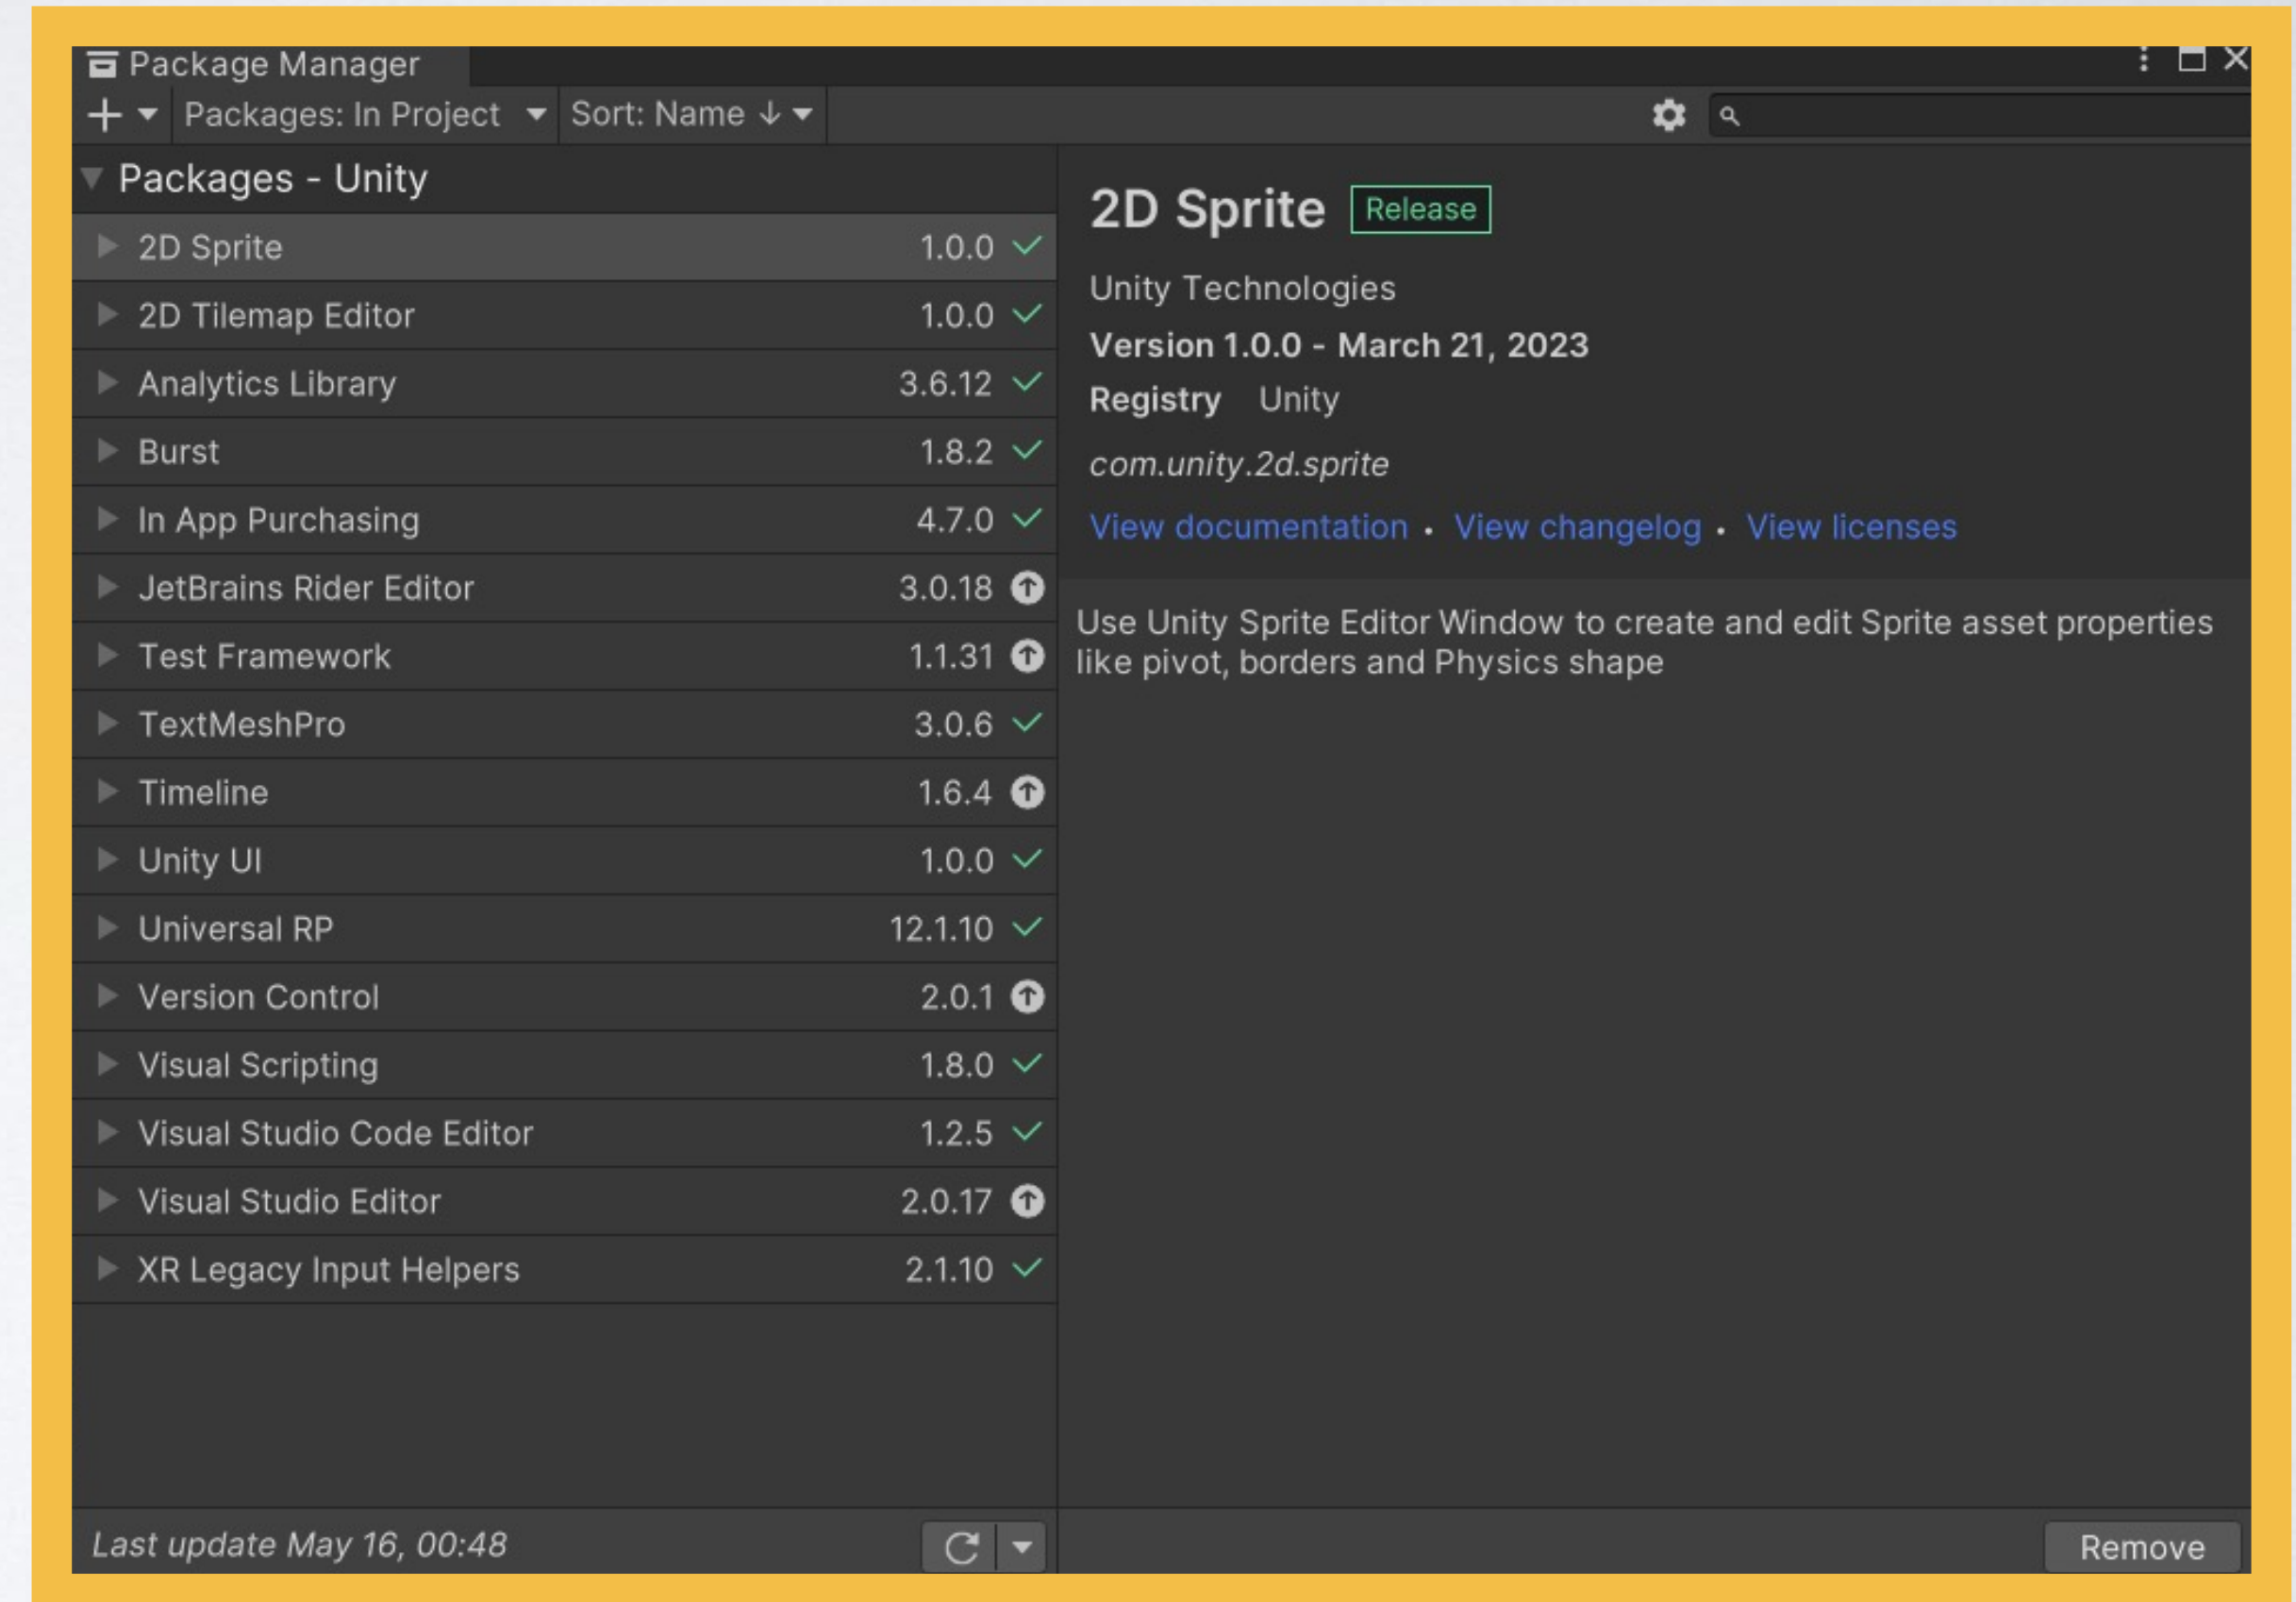 Package Manager
Packages: In Project Sort: Name ↓
Packages - Unity
2D Sprite 1.0.0
2D Tilemap Editor 1.0.0
Analytics Library 3.6.12
Burst 1.8.2
In App Purchasing 4.7.0
JetBrains Rider Editor 3.0.18
Test Framework 1.1.31
TextMeshPro 3.0.6
Timeline 1.6.4
Unity UI 1.0.0
Universal RP 12.1.10
Version Control 2.0.1
Visual Scripting 1.8.0
Visual Studio Code Editor 1.2.5
Visual Studio Editor 2.0.17
XR Legacy Input Helpers 2.1.10
Last update May 16, 00:48
2D Sprite Release
Unity Technologies
Version 1.0.0 - March 21, 2023
Registry Unity
com.unity.2d.sprite
View documentation • View changelog • View licenses
Use Unity Sprite Editor Window to create and edit Sprite asset properties
like pivot, borders and Physics shape
Remove